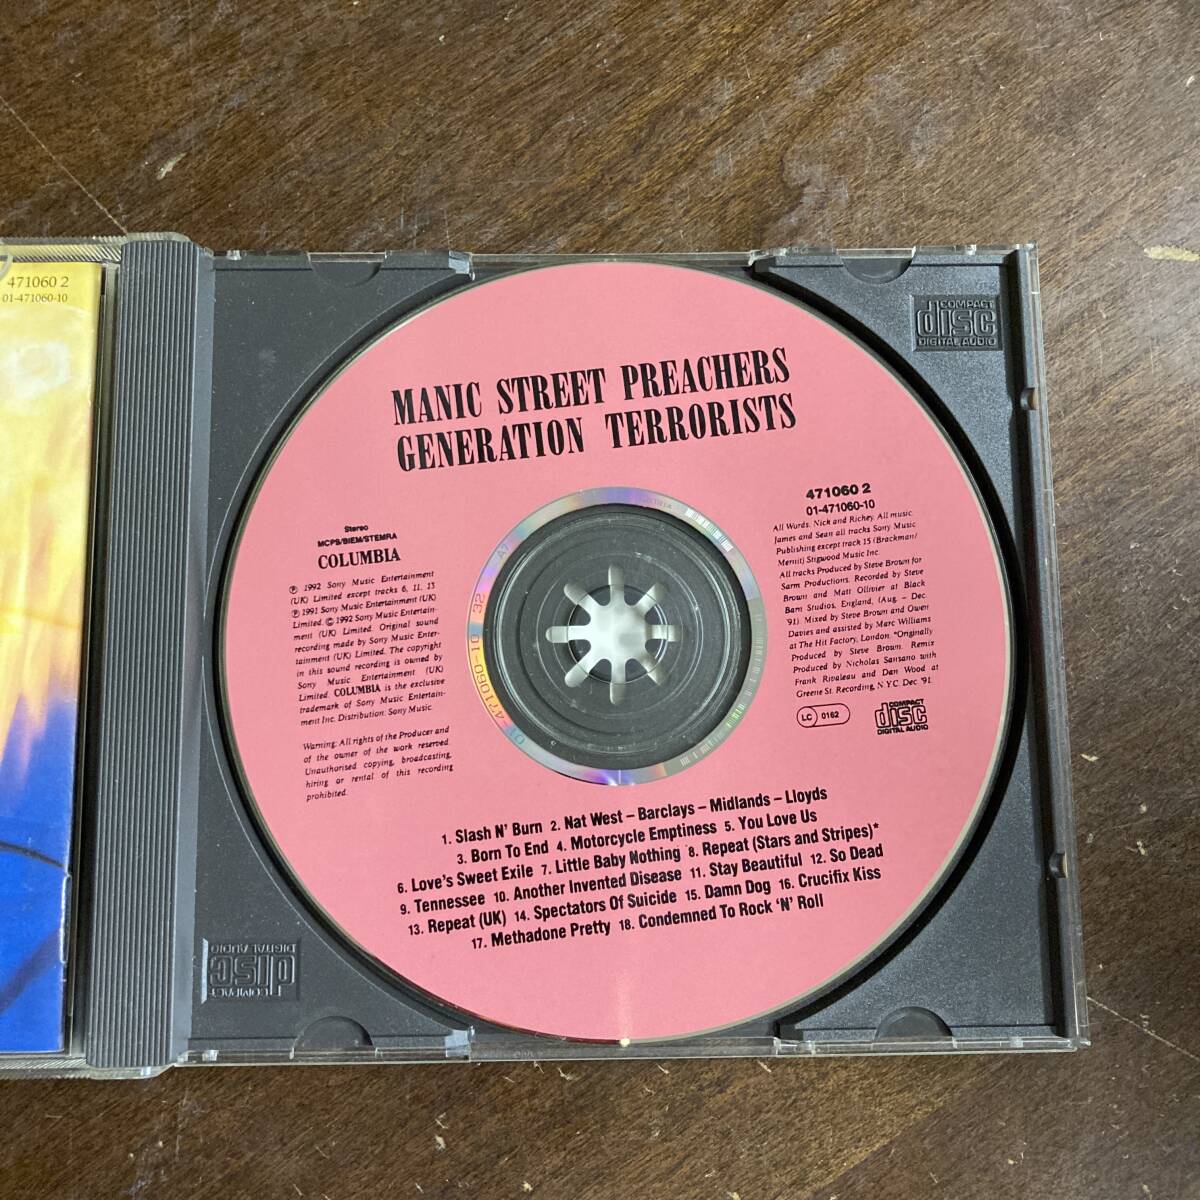 471060 2
01-471060-10
COMPACT
disc
DIGITAL AUDIO
MANIC STREET PREACHERS
GENERATION TERRORISTS
Stereo
MCPS/BIEM/STEMRA
COLUMBIA
℗ 1992 Sony Music Entertainment
(UK) Limited except tracks 6, 11, 13
℗ 1991 Sony Music Entertainment (UK)
Limited. © 1992 Sony Music Entertain-
ment (UK) Limited. Original sound
recording made by Sony Music Enter-
tainment (UK) Limited. The copyright
in this sound recording is owned by
Sony Music Entertainment (UK)
Limited. COLUMBIA is the exclusive
trademark of Sony Music Entertain-
ment Inc. Distribution: Sony Music.
Warning: All rights of the Producer and
of the owner of the work reserved.
Unauthorised copying, broadcasting,
hiring or rental of this recording
prohibited.
471060 2
01-471060-10
All Words: Nick and Richey. All music:
James and Sean all tracks Sony Music
Publishing except track 15 (Brackman/
Merritt) Stigwood Music Inc.
All tracks Produced by Steve Brown for
Sarm Productions. Recorded by Steve
Brown and Matt Ollivier at Black
Barn Studios, England, (Aug. - Dec.
'91). Mixed by Steve Brown and Owen
Davies and assisted by Marc Williams
at The Hit Factory, London. *Originally
Produced by Steve Brown. Remix
Produced by Nicholas Sansano with
Frank Rivaleau and Dan Wood at
Greene St. Recording, N.Y.C. Dec. '91.
LC 0162
COMPACT
disc
DIGITAL AUDIO
01-471060-10 32 A7
1. Slash N' Burn 2. Nat West – Barclays – Midlands – Lloyds
3. Born To End 4. Motorcycle Emptiness 5. You Love Us
6. Love's Sweet Exile 7. Little Baby Nothing 8. Repeat (Stars and Stripes)*
9. Tennessee 10. Another Invented Disease 11. Stay Beautiful 12. So Dead
13. Repeat (UK) 14. Spectators Of Suicide 15. Damn Dog 16. Crucifix Kiss
17. Methadone Pretty 18. Condemned To Rock 'N' Roll
COMPACT
disc
DIGITAL AUDIO